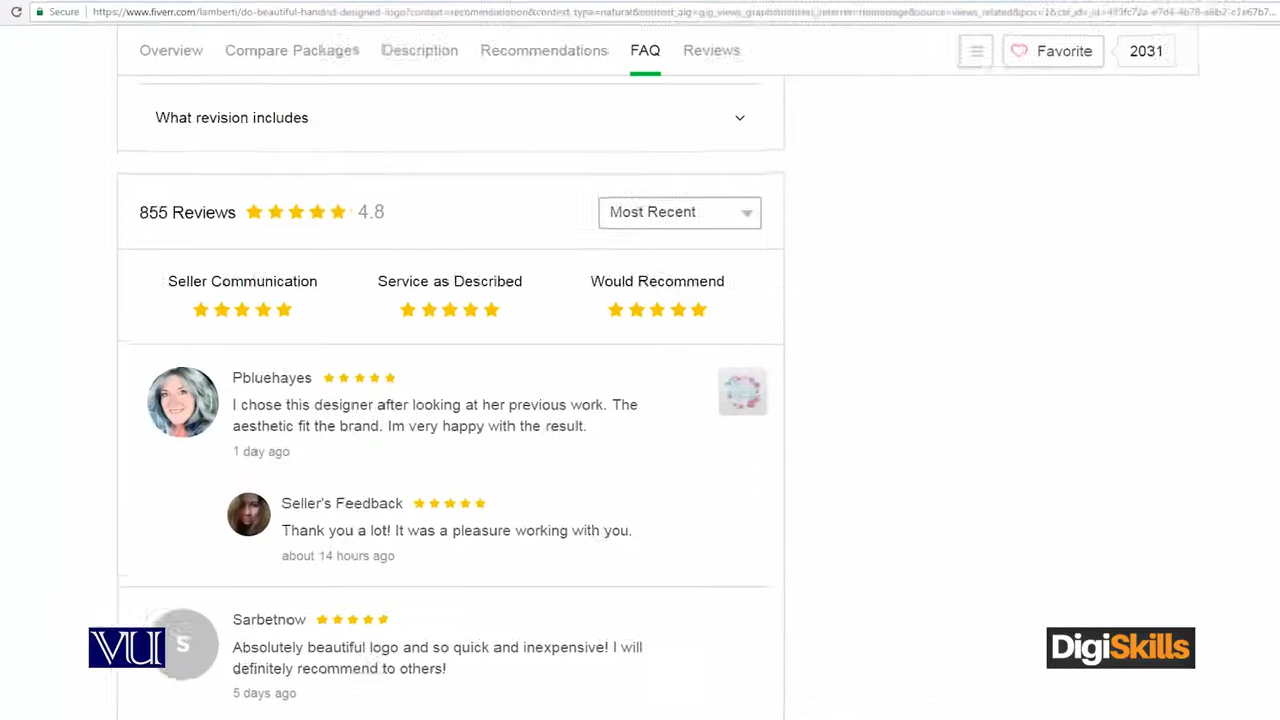 Secure
Overview Compare Packages Description Recommendations FAQ Reviews Favorite 2031
What revision includes
855 Reviews 4.8 Most Recent
Seller Communication Service as Described Would Recommend
Pbluehayes
I chose this designer after looking at her previous work. The
aesthetic fit the brand. Im very happy with the result.
1 day ago
Seller's Feedback
Thank you a lot! It was a pleasure working with you.
about 14 hours ago
Sarbetnow
S
Absolutely beautiful logo and so quick and inexpensive! I will
definitely recommend to others!
5 days ago
VU
DigiSkills